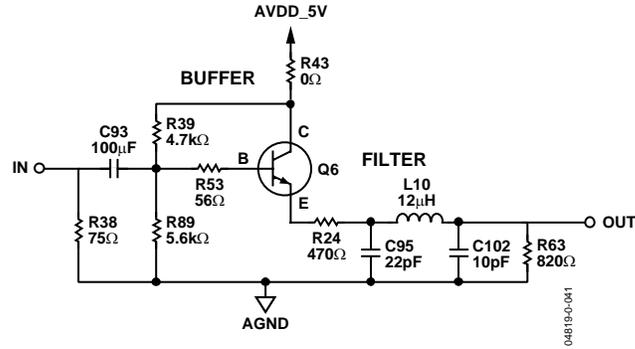 AVDD_5V
R43
0Ω
BUFFER
C
R39
4.7kΩ
C93
100μF
IN
B
R53
56Ω
Q6
FILTER
E
L10
12μH
OUT
R38
75Ω
R89
5.6kΩ
R24
470Ω
C95
22pF
C102
10pF
R63
820Ω
AGND
04819-0-041